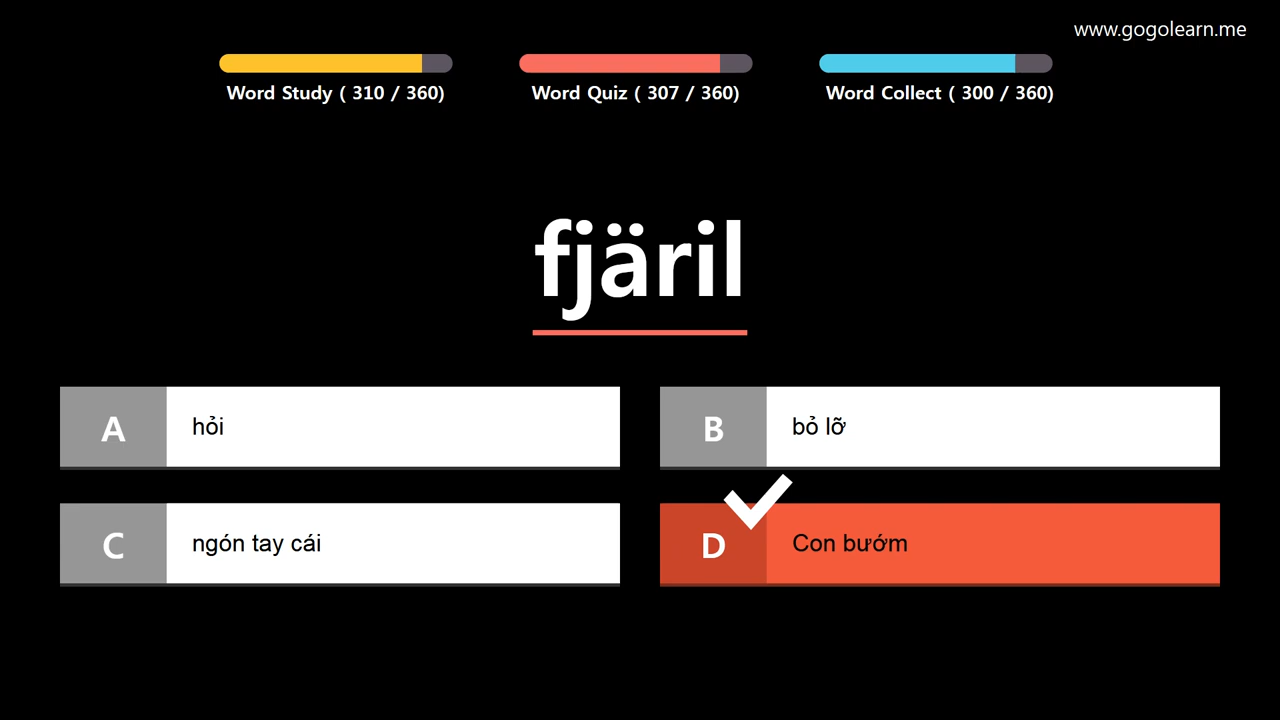 www.gogolearn.me
Word Study ( 310 / 360)
Word Quiz ( 307 / 360)
Word Collect ( 300 / 360)
fjäril
A hỏi
B bỏ lỡ
C ngón tay cái
D Con bướm